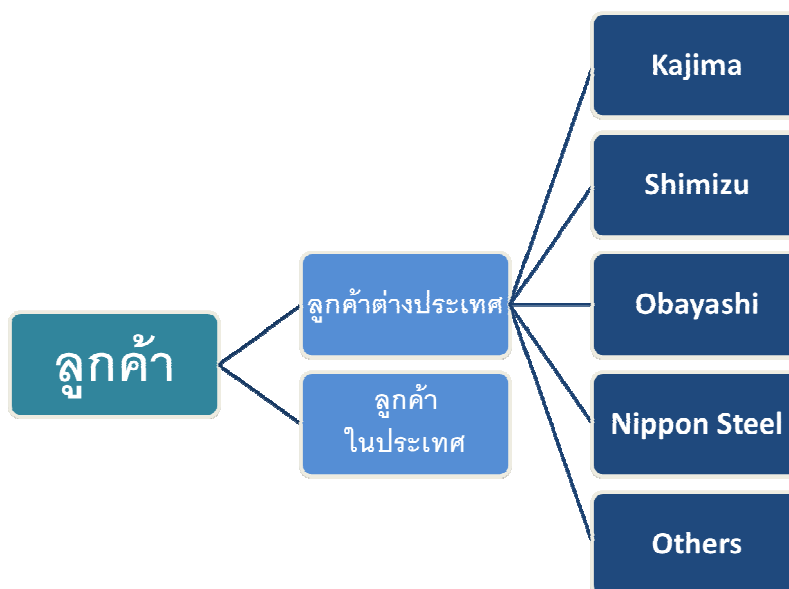 ลูกค้า
ลูกค้าต่างประเทศ
ลูกค้า
ในประเทศ
Kajima
Shimizu
Obayashi
Nippon Steel
Others